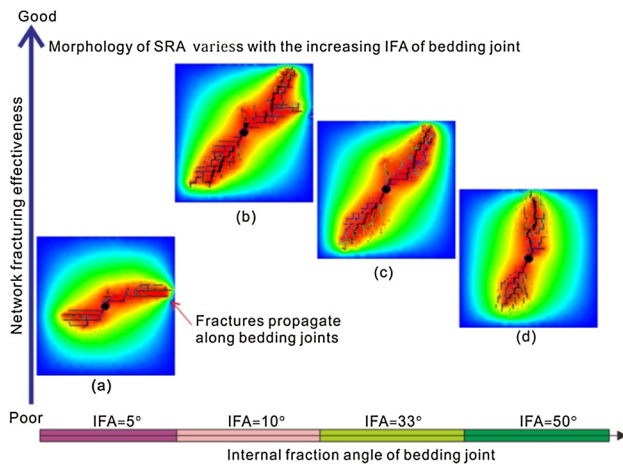 Good
Morphology of SRA variess with the increasing IFA of bedding joint
Network fracturing effectiveness
(b)
(c)
(d)
Fractures propagate
along bedding joints
(a)
Poor
IFA=5°
IFA=10°
IFA=33°
IFA=50°
Internal fraction angle of bedding joint